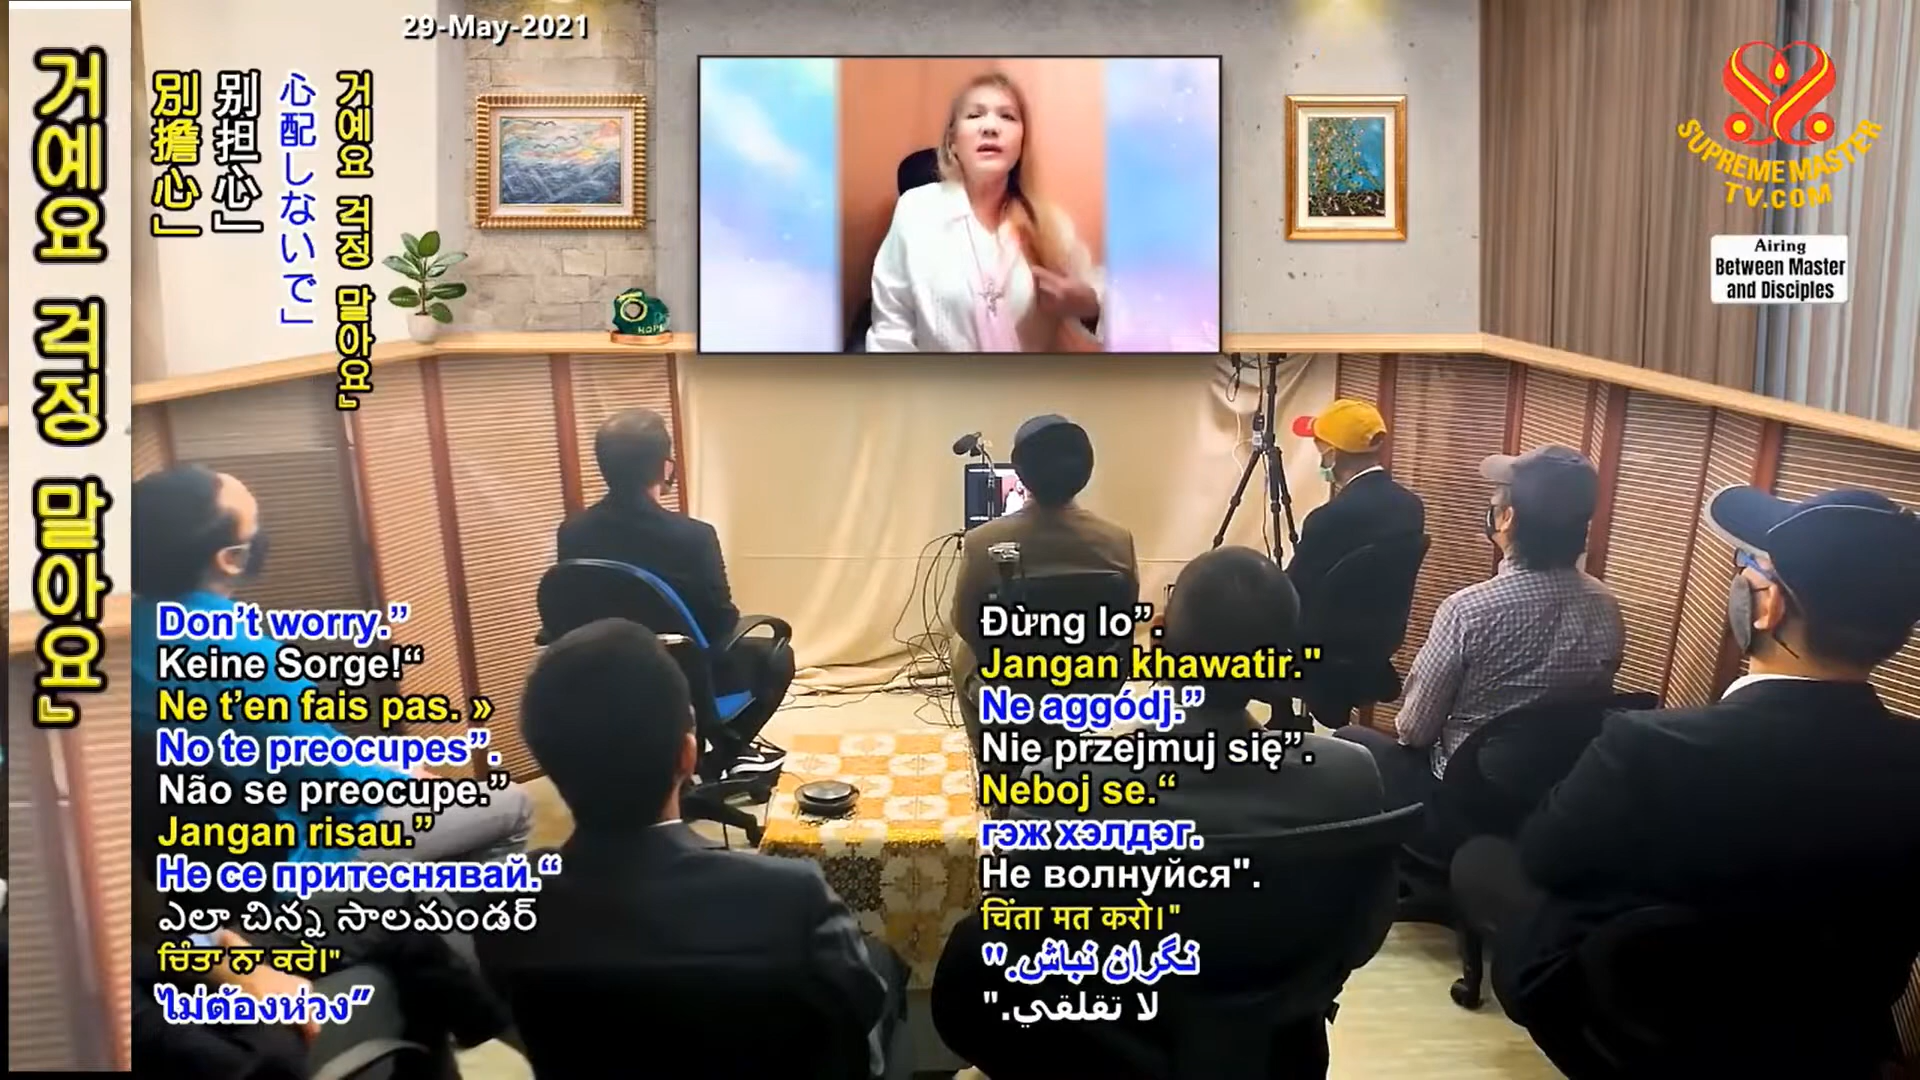 29-May-2021
거예요 걱정 말아요」
別擔心」
别担心」
心配しないで」
거예요 걱정 말아요」
SUPREME MASTER
TV.COM
Airing
Between Master
and Disciples
HOPE
Don't worry.”
Keine Sorge!“
Ne t'en fais pas. »
No te preocupes”.
Não se preocupe.”
Jangan risau.”
Не се притеснявай.“
ఎలా చిన్న సాలమండర్
ਚਿੰਤਾ ਨਾ ਕਰੋ।"
ไม่ต้องห่วง”
Đừng lo”.
Jangan khawatir."
Ne aggódj.”
Nie przejmuj się”.
Neboj se.“
гэж хэлдэг.
Не волнуйся".
चिंता मत करो।"
نگران نباش."
لا تقلقي."